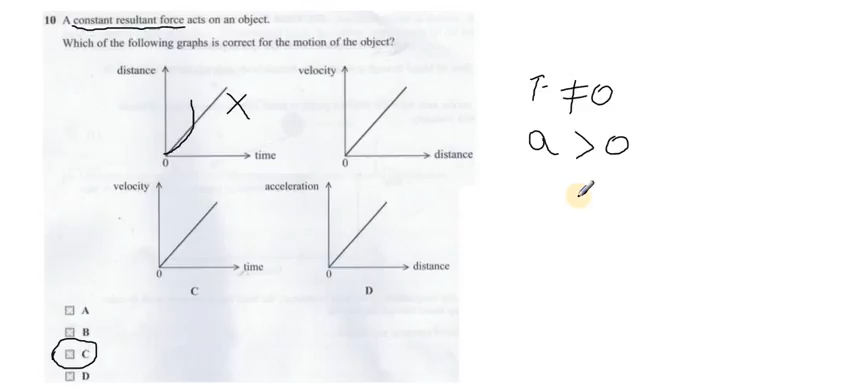 10 A constant resultant force acts on an object.
Which of the following graphs is correct for the motion of the object?
distance
velocity
X
0
time
0
distance
velocity
acceleration
0
time
0
distance
C
D
A
B
C
D
≠0
a > 0